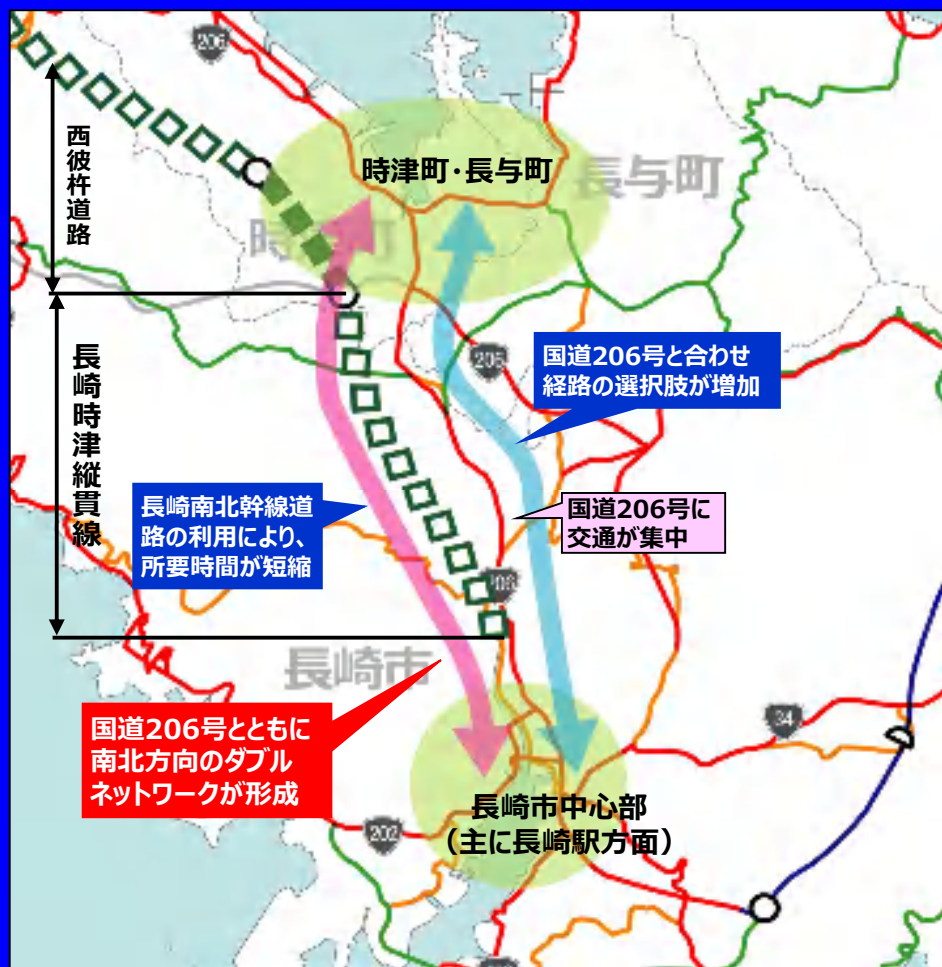 206
西彼杵道路
時津町・長与町
長与町
時津町
長崎時津縦貫線
206
国道206号と合わせ
経路の選択肢が増加
長崎南北幹線道
路の利用により、
所要時間が短縮
国道206号に
交通が集中
206
長崎市
国道206号とともに
南北方向のダブル
ネットワークが形成
34
長崎市中心部
（主に長崎駅方面）
202